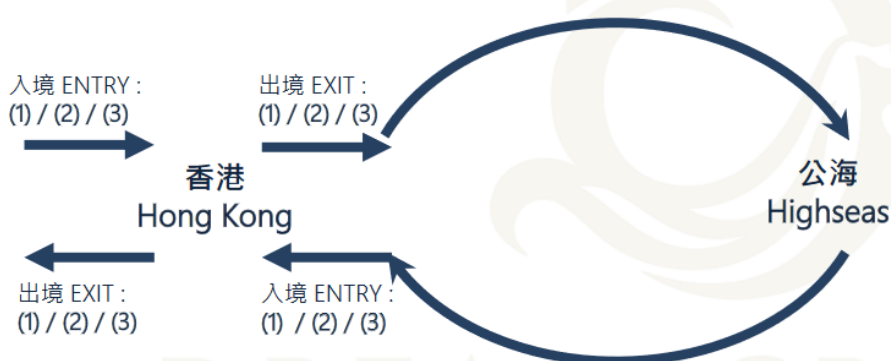 入境 ENTRY :
(1) / (2) / (3)
出境 EXIT :
(1) / (2) / (3)
香港
Hong Kong
公海
Highseas
出境 EXIT :
(1) / (2) / (3)
入境 ENTRY :
(1) / (2) / (3)